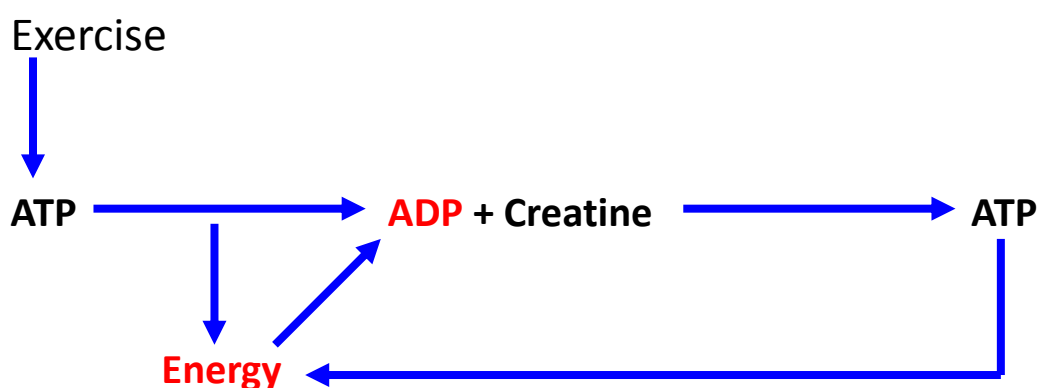 Exercise
ATP ADP + Creatine ATP
Energy